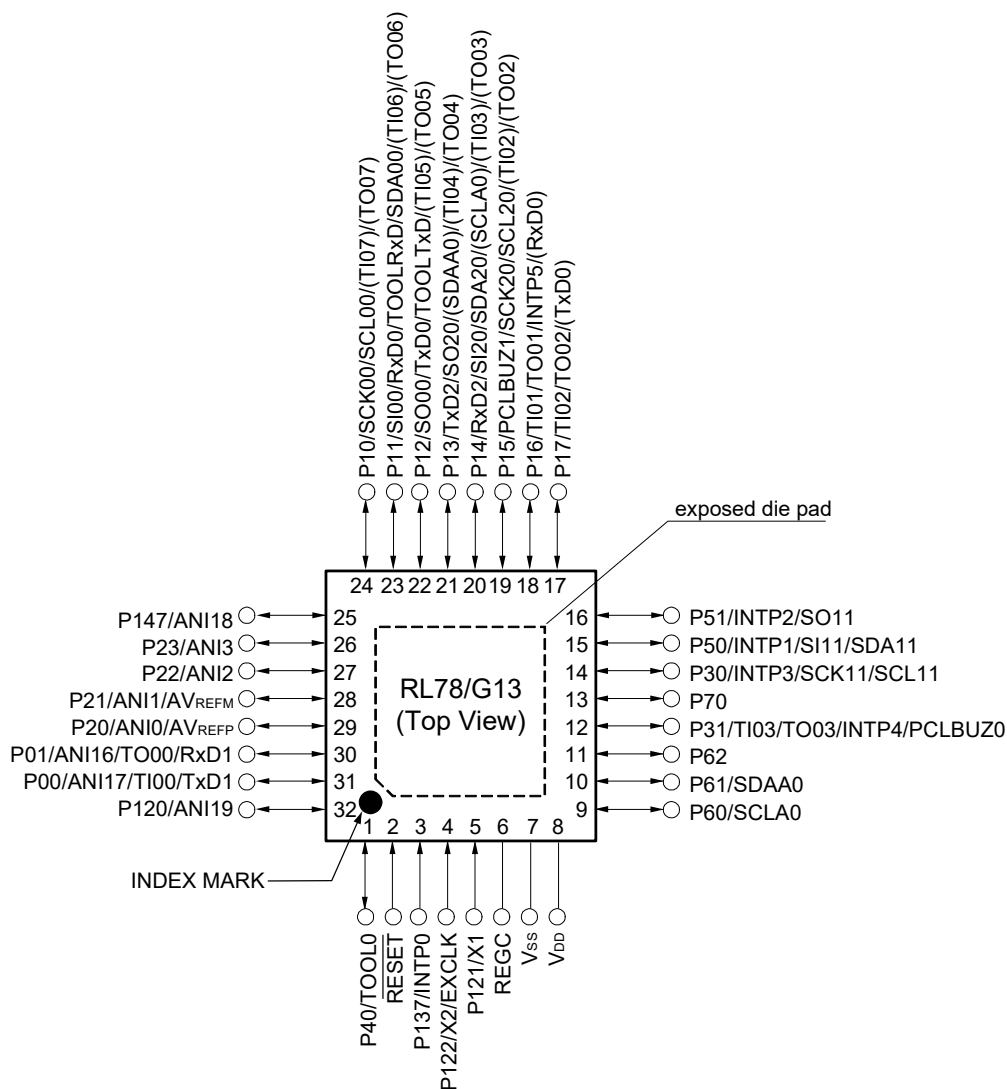 P10/SCK00/SCL00/(TI07)/(TO07)
P11/SI00/RxD0/TOOLRxD/SDA00/(TI06)/(TO06)
P12/SO00/TxD0/TOOLTxD/(TI05)/(TO05)
P13/TxD2/SO20/(SDAA0)/(TI04)/(TO04)
P14/RxD2/SI20/SDA20/(SCLA0)/(TI03)/(TO03)
P15/PCLBUZ1/SCK20/SCL20/(TI02)/(TO02)
P16/TI01/TO01/INTP5/(RxD0)
P17/TI02/TO02/(TxD0)
exposed die pad
24 23 22 21 20 19 18 17
P147/ANI18 25
P23/ANI3 26
P22/ANI2 27
P21/ANI1/AVREFM 28
P20/ANI0/AVREFP 29
P01/ANI16/TO00/RxD1 30
P00/ANI17/TI00/TxD1 31
P120/ANI19 32
RL78/G13
(Top View)
16 P51/INTP2/SO11
15 P50/INTP1/SI11/SDA11
14 P30/INTP3/SCK11/SCL11
13 P70
12 P31/TI03/TO03/INTP4/PCLBUZ0
11 P62
10 P61/SDAA0
9 P60/SCLA0
1 2 3 4 5 6 7 8
INDEX MARK
P40/TOOL0
RESET
P137/INTP0
P122/X2/EXCLK
P121/X1
REGC
VSS
VDD